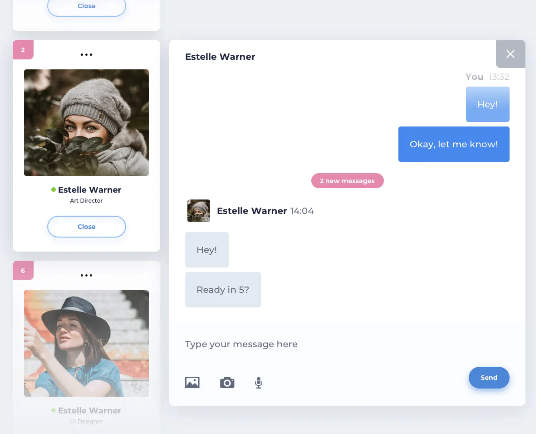 Close
2
Estelle Warner
Art Director
Close
6
Estelle Warner
Ui Designer
Estelle Warner
You 13:32
Hey!
Okay, let me know!
2 new messages
Estelle Warner 14:04
Hey!
Ready in 5?
Type your message here
Send